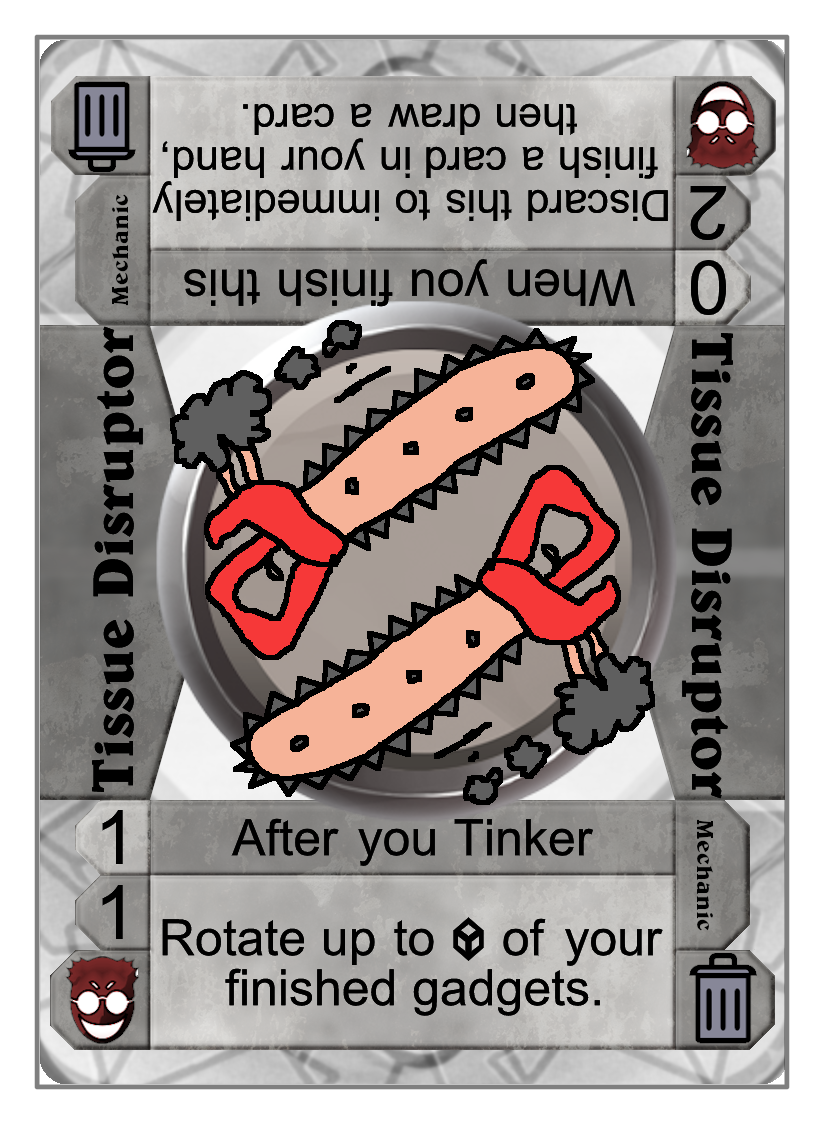 Discard this to immediately
finish a card in your hand,
then draw a card.
When you finish this
2
0
Mechanic
Tissue Disruptor
Tissue Disruptor
1
After you Tinker
Mechanic
1
Rotate up to of your
finished gadgets.